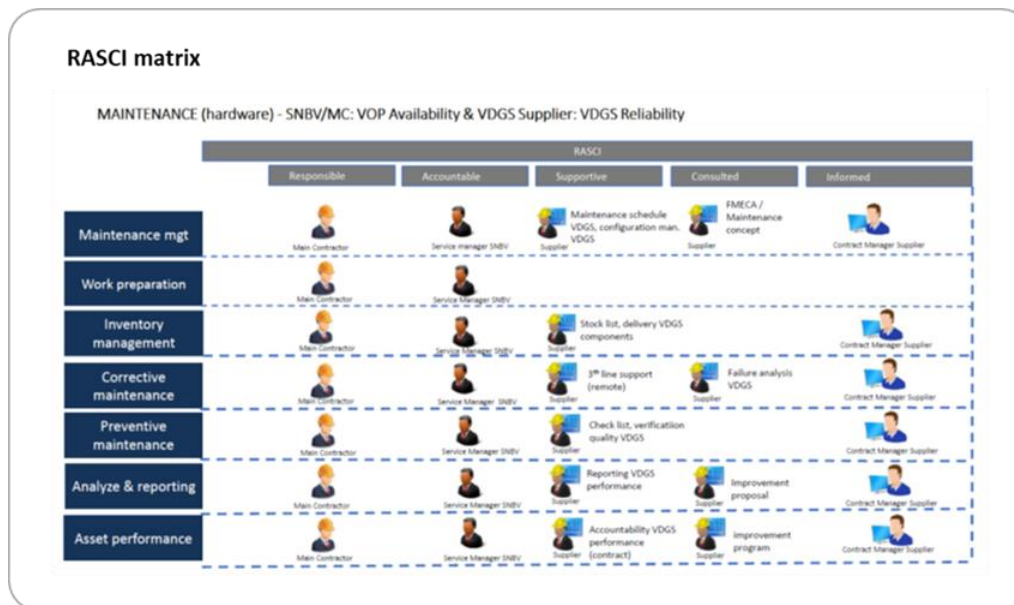 RASCI matrix
MAINTENANCE (hardware) - SNBV/MC: VOP Availability & VDGS Supplier: VDGS Reliability
RASCI
Responsible Accountable Supportive Consulted Informed
Maintenance mgt
Main Contractor
Service manager SNBV
Supplier
Maintenance schedule
VDGS, configuration man.
VDGS
Supplier
FMECA /
Maintenance
concept
Contract Manager Supplier
Work preparation
Main Contractor
Service Manager SNBV
Inventory
management
Main Contractor
Service Manager SNBV
Supplier
Stock list, delivery VDGS
components
Contract Manager Supplier
Corrective
maintenance
Main Contractor
Service Manager SNBV
Supplier
3th line support
(remote)
Supplier
Failure analysis
VDGS
Contract Manager Supplier
Preventive
maintenance
Main Contractor
Service Manager SNBV
Supplier
Check list, verificatiion
quality VDGS
Contract Manager Supplier
Analyze & reporting
Main Contractor
Service Manager SNBV
Supplier
Reporting VDGS
performance
Supplier
Improvement
proposal
Contract Manager Supplier
Asset performance
Main Contractor
Service Manager SNBV
Supplier
Accountability VDGS
performance
(contract)
Supplier
Improvement
program
Contract Manager Supplier